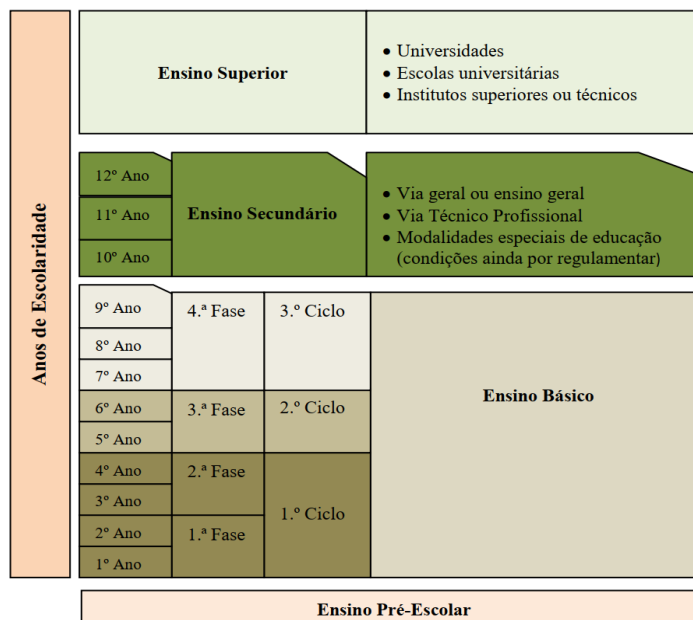 Anos de Escolaridade
Ensino Superior
• Universidades
• Escolas universitárias
• Institutos superiores ou técnicos
12º Ano
11º Ano
10º Ano
Ensino Secundário
• Via geral ou ensino geral
• Via Técnico Profissional
• Modalidades especiais de educação
(condições ainda por regulamentar)
9º Ano
4.ª Fase
3.º Ciclo
8º Ano
7º Ano
6º Ano
3.ª Fase
2.º Ciclo
5º Ano
Ensino Básico
4º Ano
2.ª Fase
3º Ano
1.º Ciclo
2º Ano
1.ª Fase
1º Ano
Ensino Pré-Escolar